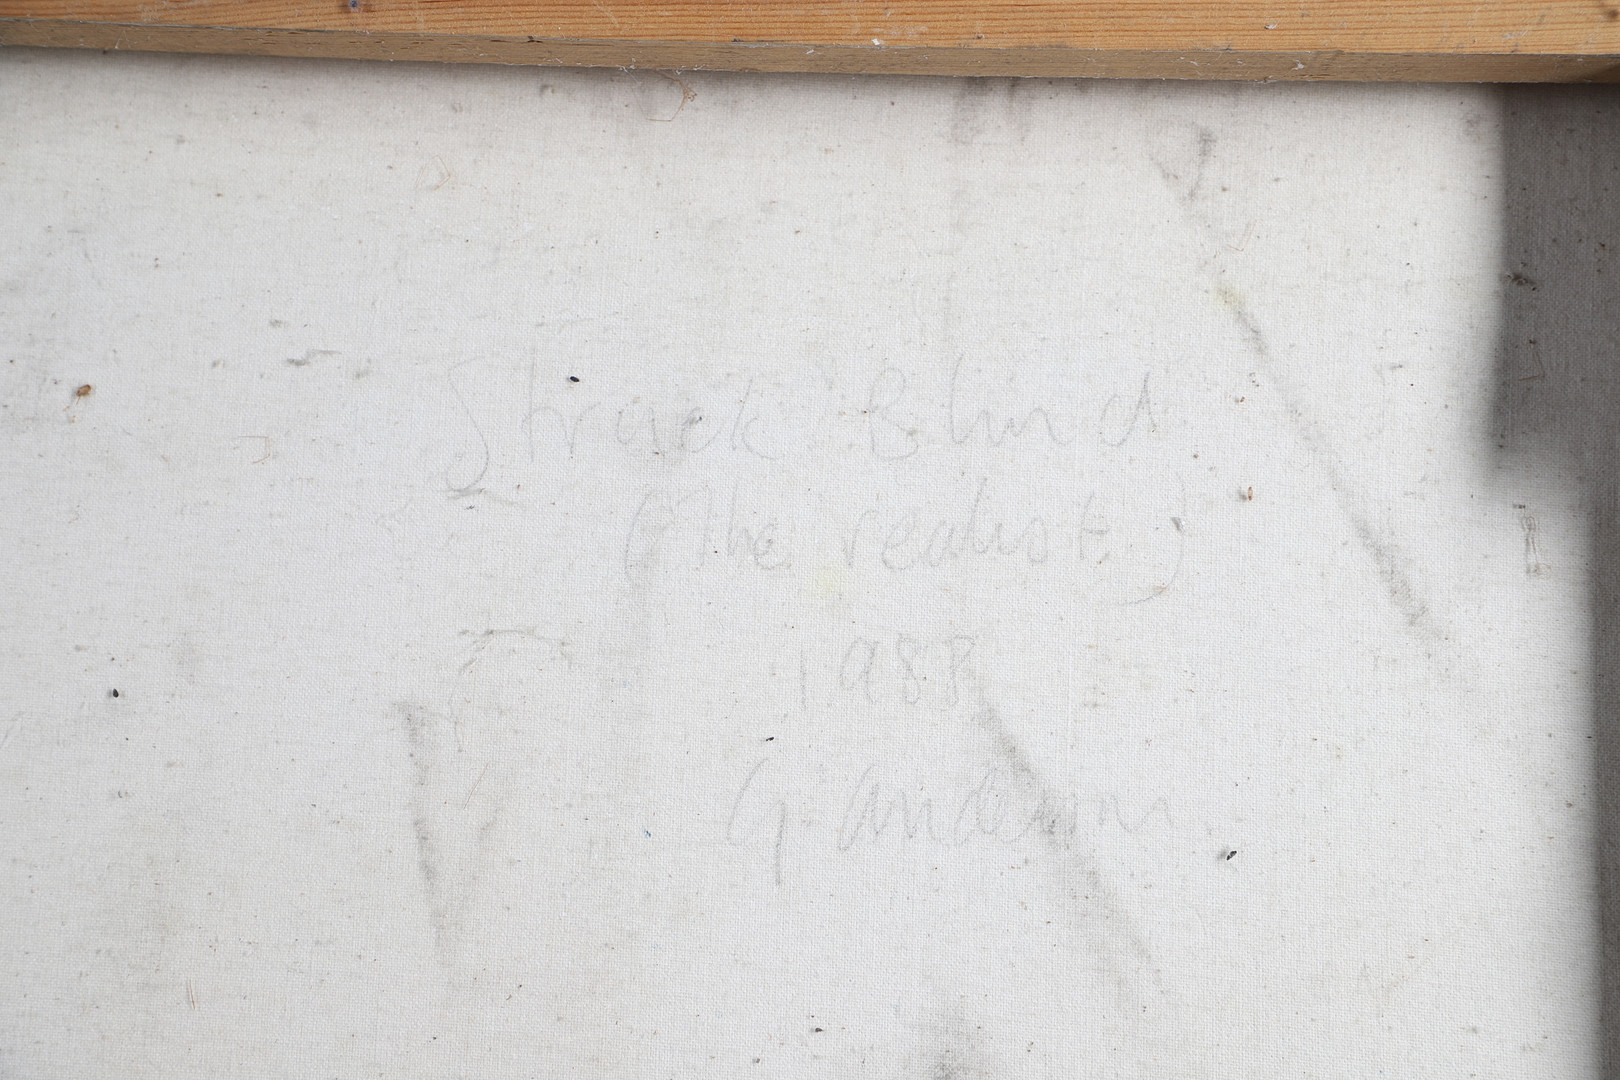 Struck Blind
(The realist)
1988
G. Anderson